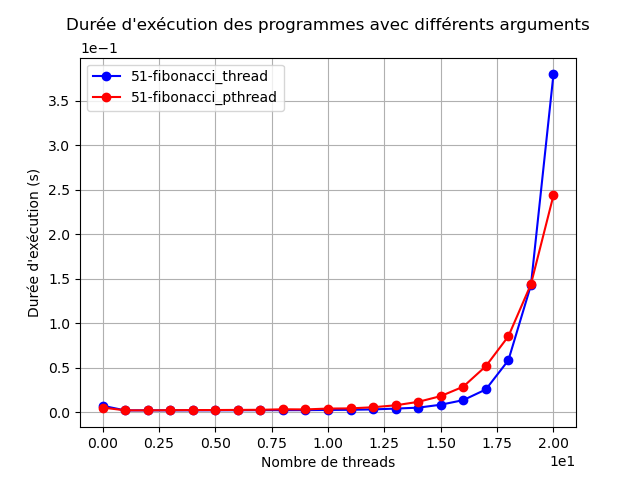 Durée d'exécution des programmes avec différents arguments
1e−1
51-fibonacci_thread
51-fibonacci_pthread
3.5
3.0
2.5
2.0
1.5
1.0
0.5
0.0
Durée d'exécution (s)
0.00 0.25 0.50 0.75 1.00 1.25 1.50 1.75 2.00
Nombre de threads
1e1